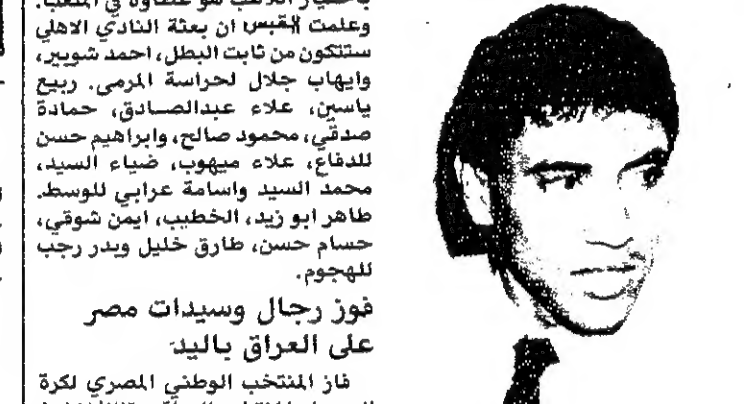 وعلمت القبس ان بعثة النادي الاهلي
ستتكون من ثابت البطل، احمد شوبير،
وايهاب جلال لحراسة المرمى. ربيع
ياسين، علاء عبدالصادق، حمادة
صدقي، محمود صالح، وابراهيم حسن
للدفاع، علاء ميهوب، ضياء السيد،
محمد السيد واسامة عرابي للوسط.
طاهر ابو زيد، الخطيب، ايمن شوقي،
حسام حسن، طارق خليل وبدر رجب
للهجوم.
فوز رجال وسيدات مصر
على العراق باليد
فاز المنتخب الوطني المصري لكرة